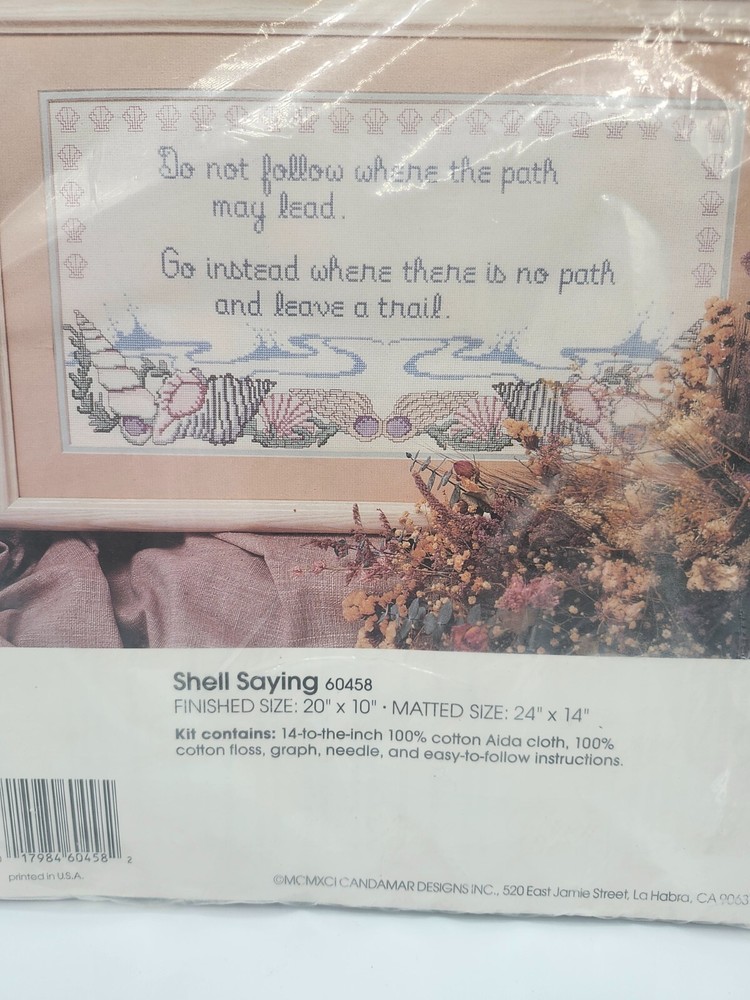 Do not follow where the path
may lead.
Go instead where there is no path
and leave a trail.
Shell Saying 60458
FINISHED SIZE: 20" x 10" · MATTED SIZE: 24" x 14"
Kit contains: 14-to-the-inch 100% cotton Aida cloth, 100%
cotton floss, graph, needle, and easy-to-follow instructions.
17984 60458 2
printed in U.S.A.
©MCMXCI CANDAMAR DESIGNS INC., 520 East Jamie Street, La Habra, CA 9063